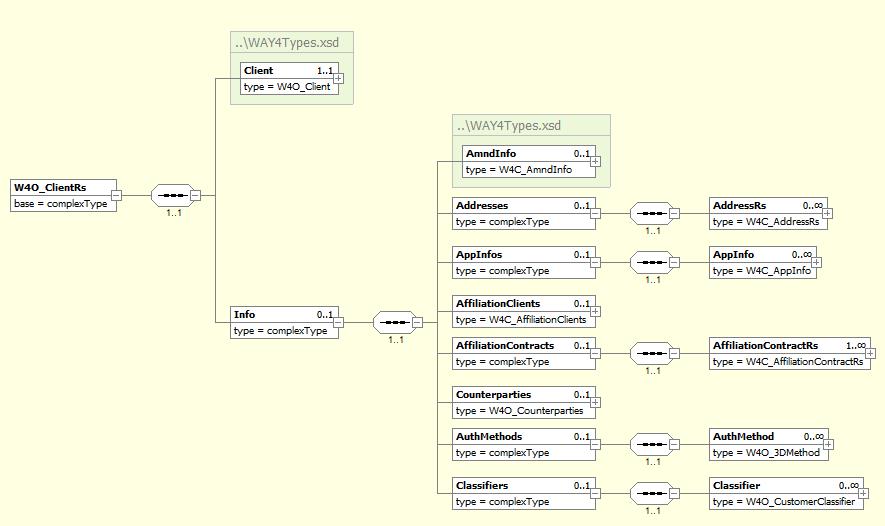 ..\WAY4Types.xsd
Client 1..1
type = W4O_Client
W4O_ClientRs
base = complexType
1..1
Info 0..1
type = complexType
1..1
..\WAY4Types.xsd
AmndInfo 0..1
type = W4C_AmndInfo
Addresses 0..1
type = complexType
1..1
AddressRs 0..∞
type = W4C_AddressRs
AppInfos 0..1
type = complexType
1..1
AppInfo 0..∞
type = W4C_AppInfo
AffiliationClients 0..1
type = W4C_AffiliationClients
AffiliationContracts 0..1
type = complexType
1..1
AffiliationContractRs 1..∞
type = W4C_AffiliationContractRs
Counterparties 0..1
type = W4O_Counterparties
AuthMethods 0..1
type = complexType
1..1
AuthMethod 0..∞
type = W4O_3DMethod
Classifiers 0..1
type = complexType
1..1
Classifier 0..∞
type = W4O_CustomerClassifier